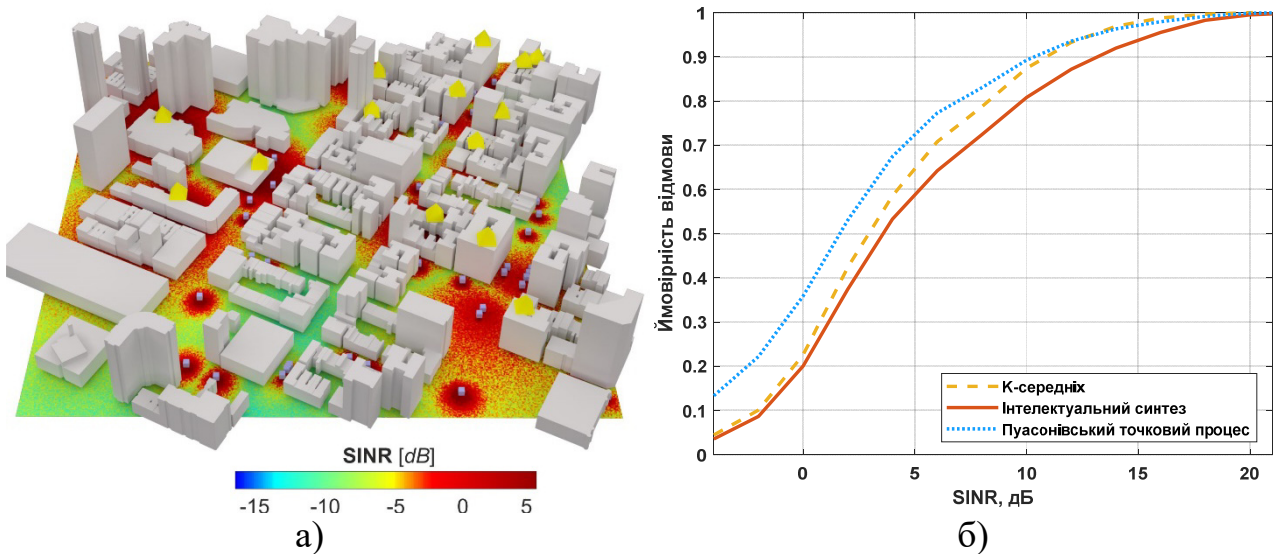 SINR [dB]
-15 -10 -5 0 5
а)
1
0.9
0.8
0.7
0.6
0.5
0.4
0.3
0.2
0.1
0
Ймовірність відмови
К-середніх
Інтелектуальний синтез
Пуасонівський точковий процес
0 5 10 15 20
SINR, дБ
б)